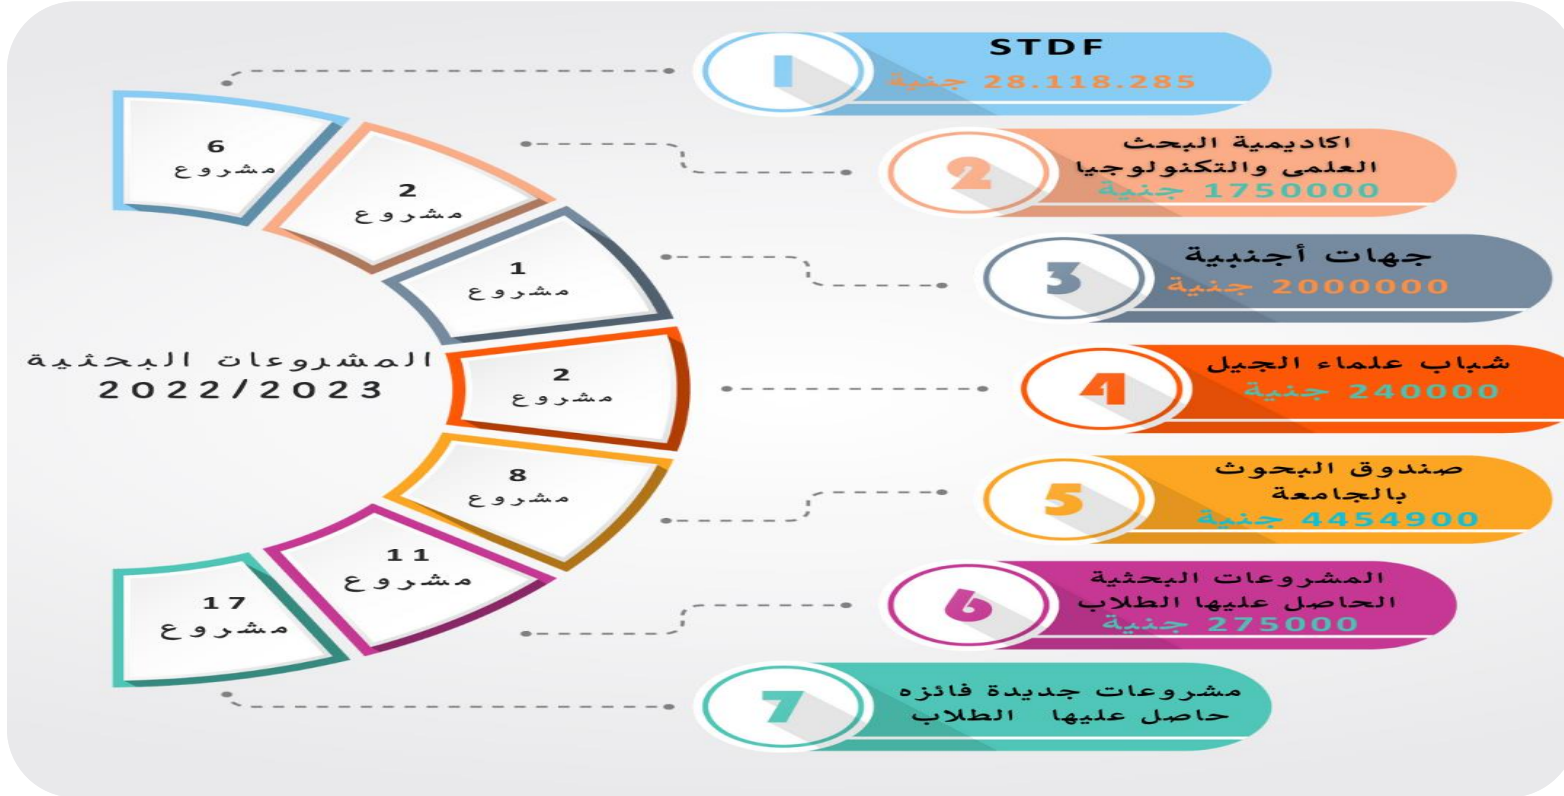 المشروعات البحثية
2022/2023
6
مشروع
1
STDF
28.118.285 جنية
2
مشروع
2
اكاديمية البحث
العلمى والتكنولوجيا
1750000 جنية
1
مشروع
3
جهات أجنبية
2000000 جنية
2
مشروع
4
شباب علماء الجيل
240000 جنية
8
مشروع
5
صندوق البحوث
بالجامعة
4454900 جنية
11
مشروع
6
المشروعات البحثية
الحاصل عليها الطلاب
275000 جنية
17
مشروع
7
مشروعات جديدة فائزه
حاصل عليها الطلاب